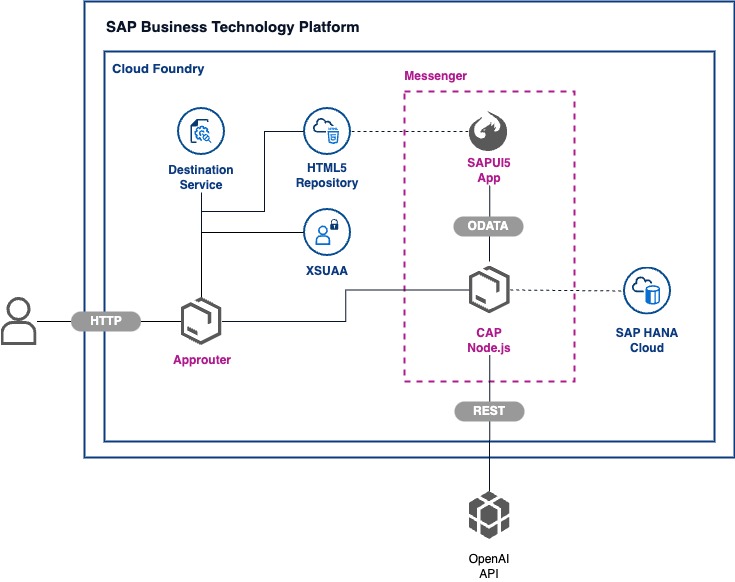 SAP Business Technology Platform
Cloud Foundry
Messenger
Destination
Service
HTML
HTML5
Repository
SAPUI5
App
ODATA
XSUAA
HTTP
Approuter
CAP
Node.js
SAP HANA
Cloud
REST
OpenAI
API